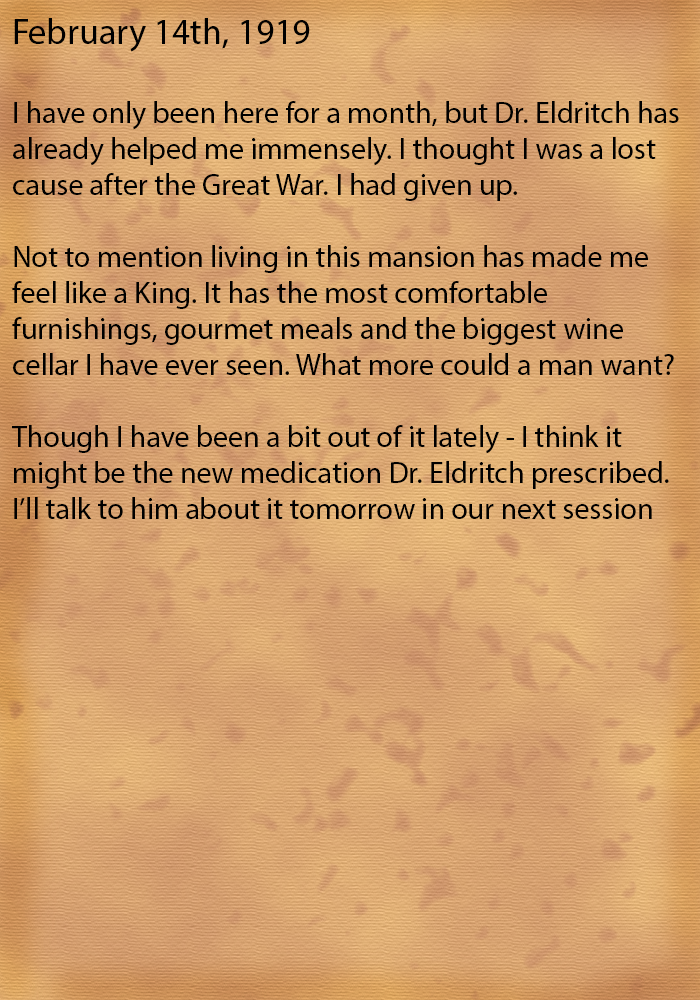 February 14th, 1919
I have only been here for a month, but Dr. Eldritch has
already helped me immensely. I thought I was a lost
cause after the Great War. I had given up.
Not to mention living in this mansion has made me
feel like a King. It has the most comfortable
furnishings, gourmet meals and the biggest wine
cellar I have ever seen. What more could a man want?
Though I have been a bit out of it lately - I think it
might be the new medication Dr. Eldritch prescribed.
I’ll talk to him about it tomorrow in our next session